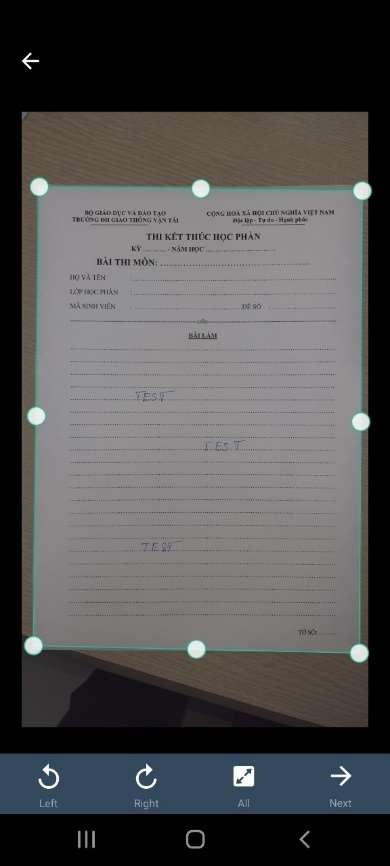 BỘ GIÁO DỤC VÀ ĐÀO TẠO
TRƯỜNG ĐH GIAO THÔNG VẬN TẢI
CỘNG HOÀ XÃ HỘI CHỦ NGHĨA VIỆT NAM
Độc lập - Tự do - Hạnh phúc
THI KẾT THÚC HỌC PHẦN
KỲ ........ - NĂM HỌC ........................
BÀI THI MÔN: ................................................
HỌ VÀ TÊN :
LỚP HỌC PHẦN :
MÃ SINH VIÊN : ĐỀ SỐ :
BÀI LÀM
TEST
TEST
TEST
TỜ SỐ: ........
Left Right All Next